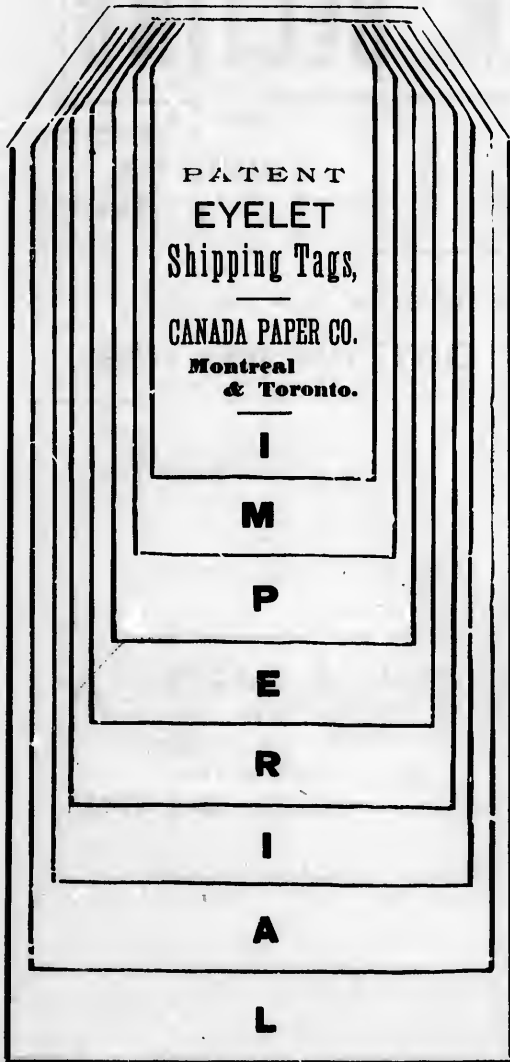 PATENT
EYELET
Shipping Tags,
CANADA PAPER CO.
Montreal
& Toronto.
I
M
P
E
R
I
A
L